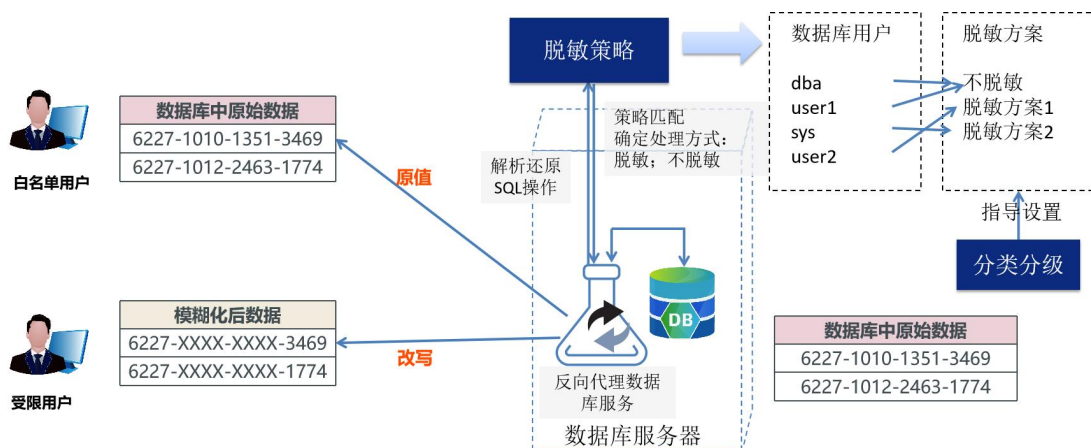 脱敏策略
数据库用户
dba
user1
sys
user2
脱敏方案
不脱敏
脱敏方案1
脱敏方案2
指导设置
分类分级
白名单用户
数据库中原始数据
6227-1010-1351-3469
6227-1012-2463-1774
原值
解析还原
SQL操作
策略匹配
确定处理方式：
脱敏；不脱敏
受限用户
模糊化后数据
6227-XXXX-XXXX-3469
6227-XXXX-XXXX-1774
改写
DB
反向代理数据
库服务
数据库服务器
数据库中原始数据
6227-1010-1351-3469
6227-1012-2463-1774